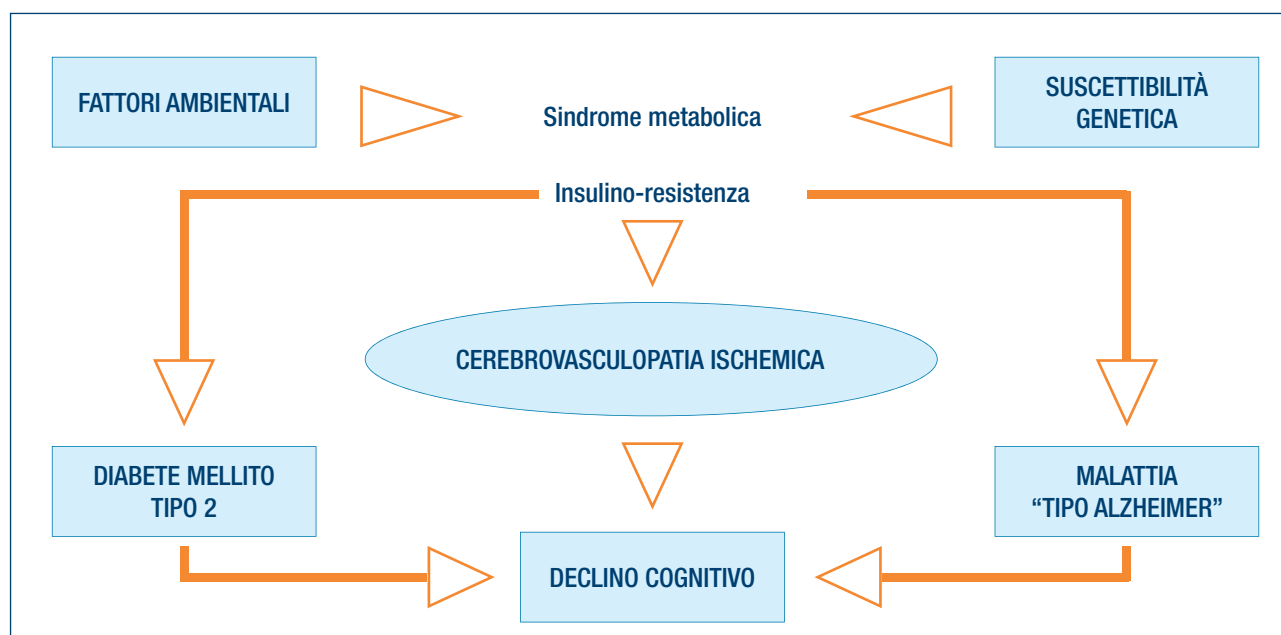 FATTORI AMBIENTALI
Sindrome metabolica
SUSCETTIBILITÀ
GENETICA
Insulino-resistenza
CEREBROVASCULOPATIA ISCHEMICA
DIABETE MELLITO
TIPO 2
MALATTIA
“TIPO ALZHEIMER”
DECLINO COGNITIVO